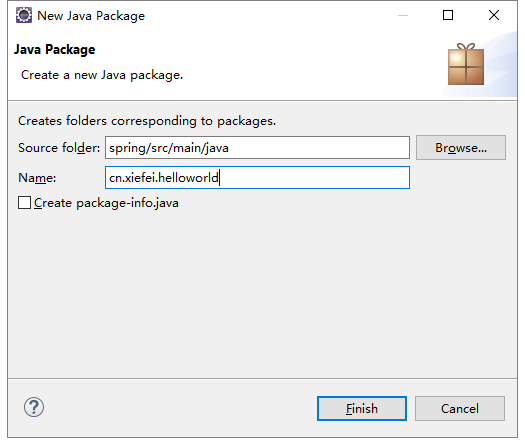 New Java Package
Java Package
Create a new Java package.
Creates folders corresponding to packages.
Source folder: spring/src/main/java Browse...
Name: cn.xiefei.helloworld
Create package-info.java
? Finish Cancel